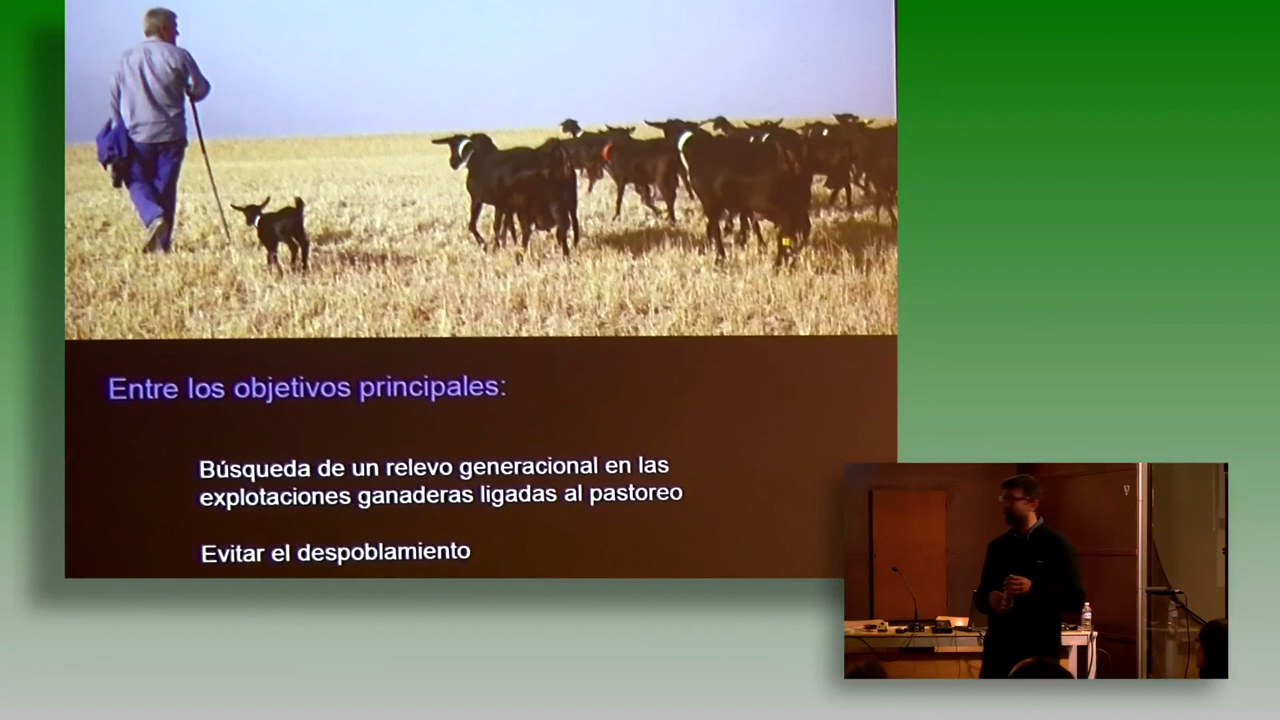 Entre los objetivos principales:
Búsqueda de un relevo generacional en las
explotaciones ganaderas ligadas al pastoreo
Evitar el despoblamiento